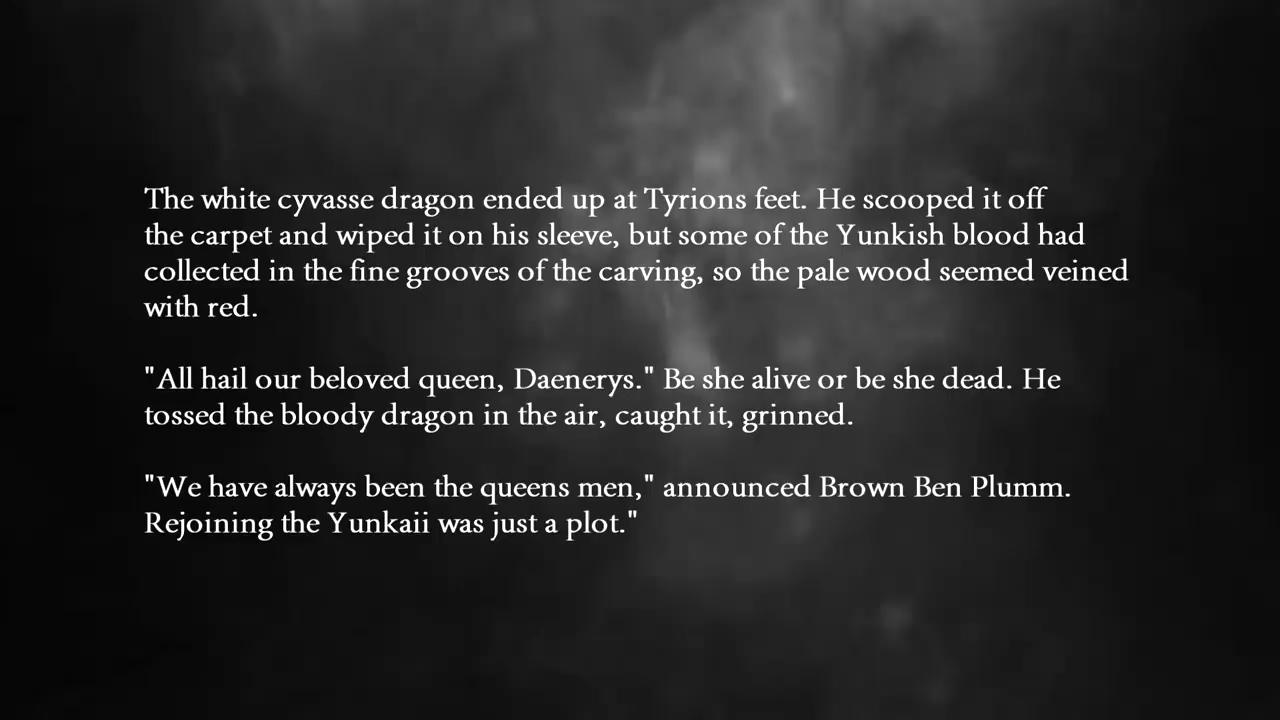 The white cyvasse dragon ended up at Tyrions feet. He scooped it off
the carpet and wiped it on his sleeve, but some of the Yunkish blood had
collected in the fine grooves of the carving, so the pale wood seemed veined
with red.
"All hail our beloved queen, Daenerys." Be she alive or be she dead. He
tossed the bloody dragon in the air, caught it, grinned.
"We have always been the queens men," announced Brown Ben Plumm.
Rejoining the Yunkaii was just a plot."